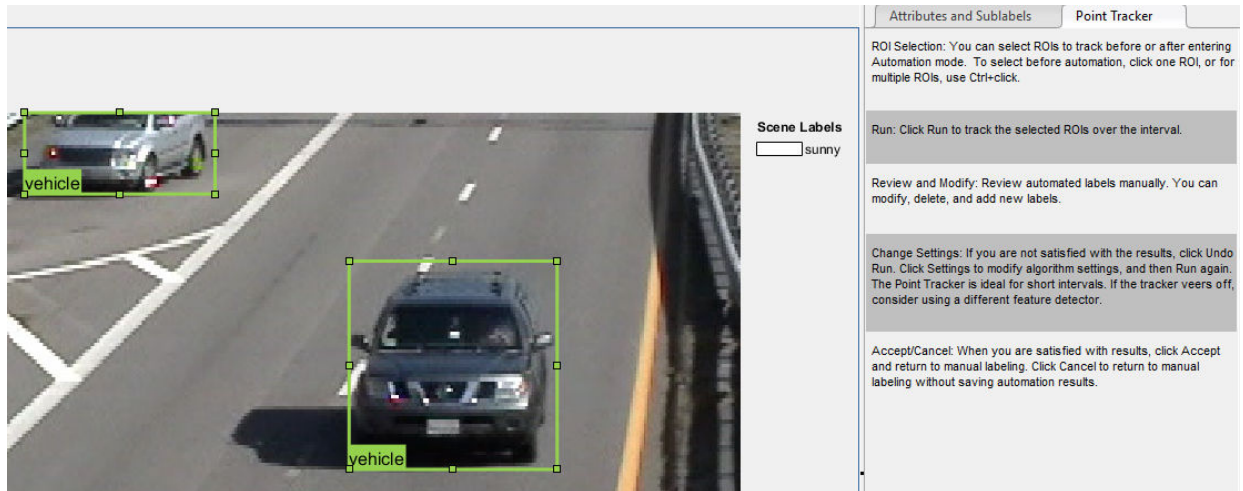 Attributes and Sublabels
Point Tracker
ROI Selection: You can select ROIs to track before or after entering
Automation mode. To select before automation, click one ROI, or for
multiple ROIs, use Ctrl+click.
Run: Click Run to track the selected ROIs over the interval.
Review and Modify: Review automated labels manually. You can
modify, delete, and add new labels.
Change Settings: If you are not satisfied with the results, click Undo
Run. Click Settings to modify algorithm settings, and then Run again.
The Point Tracker is ideal for short intervals. If the tracker veers off,
consider using a different feature detector.
Accept/Cancel: When you are satisfied with results, click Accept
and return to manual labeling. Click Cancel to return to manual
labeling without saving automation results.
Scene Labels
sunny
vehicle
vehicle